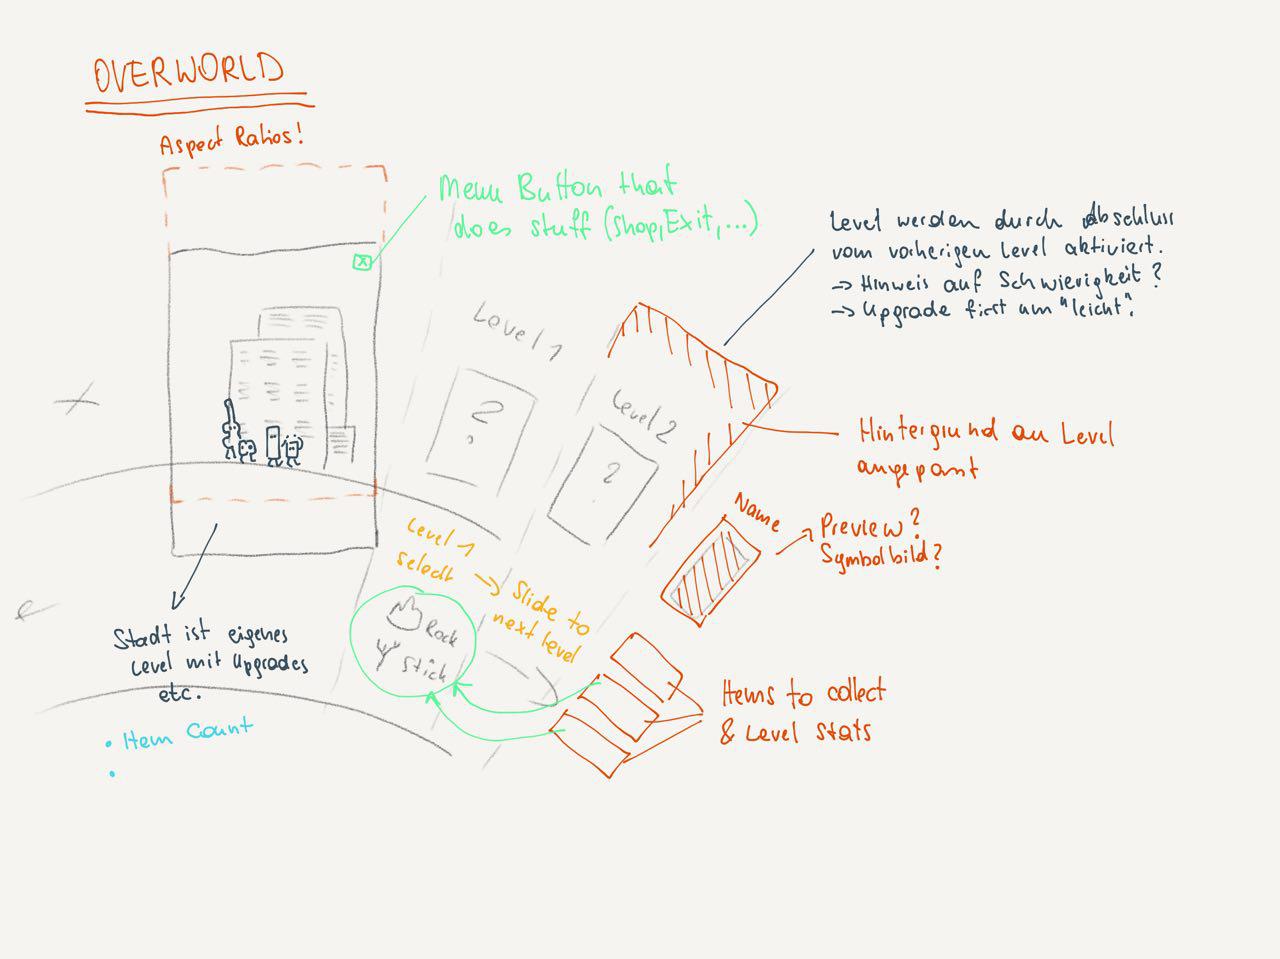 OVERWORLD
Aspect Ratios!
Menu Button that
does stuff (Shop, Exit, ...)
x
Level werden durch Abschluss
vom vorherigen Level aktiviert.
-> Hinweis auf Schwierigkeit?
-> Upgrade first um "leicht".
Level 1
?
Level 2
?
Hintergrund an Level
angepasst
Name
Preview?
Symbolbild?
Level 1
select
-> Slide to
next level
Rock
Stick
Stadt ist eigenes
Level mit Upgrades
etc.
• Item Count
•
Items to collect
& Level Stats